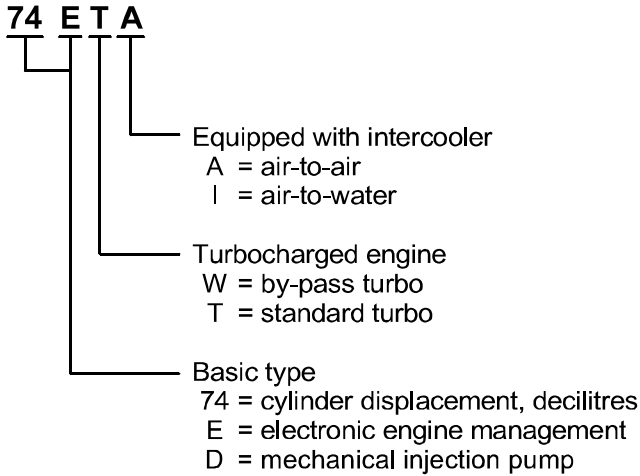 74 E T A
Equipped with intercooler
A = air-to-air
I = air-to-water
Turbocharged engine
W = by-pass turbo
T = standard turbo
Basic type
74 = cylinder displacement, decilitres
E = electronic engine management
D = mechanical injection pump